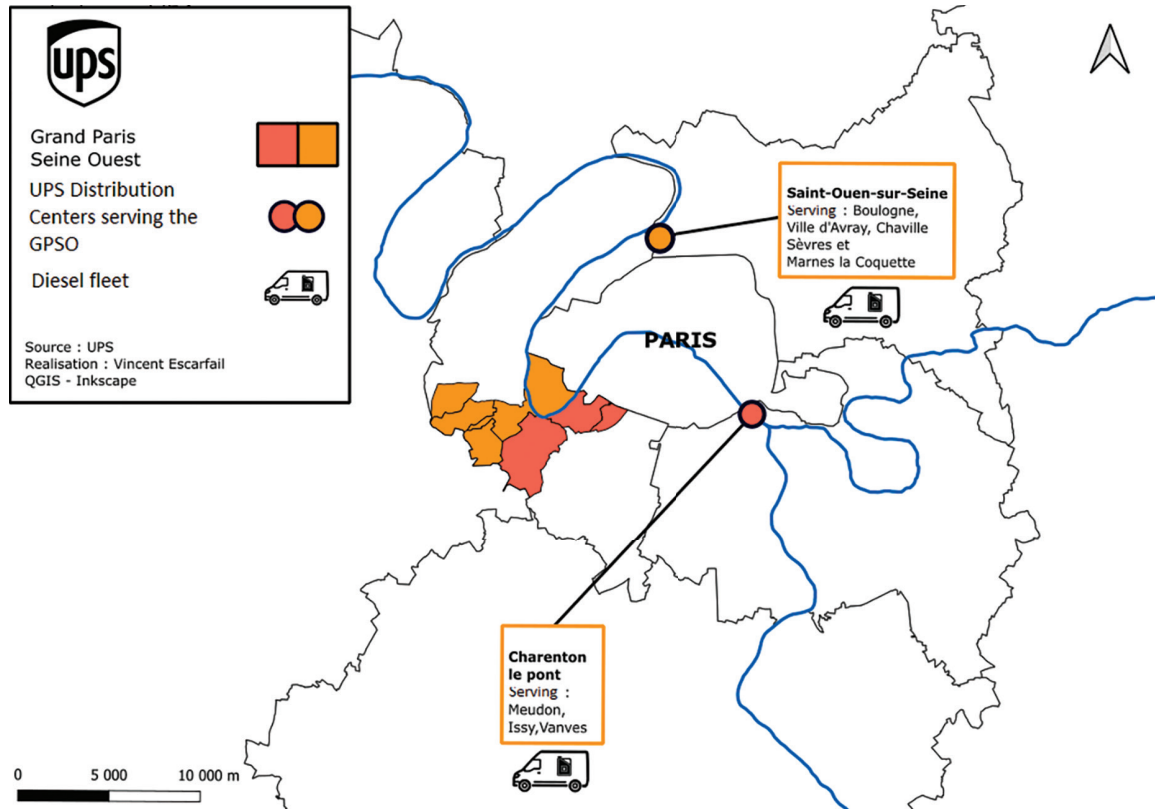 ups
Grand Paris
Seine Ouest
UPS Distribution
Centers serving the
GPSO
Diesel fleet
Source : UPS
Realisation : Vincent Escarfail
QGIS - Inkscape
Saint-Ouen-sur-Seine
Serving : Boulogne,
Ville d'Avray, Chaville
Sèvres et
Marnes la Coquette
PARIS
Charenton
le pont
Serving :
Meudon,
Issy,Vanves
0 5 000 10 000 m